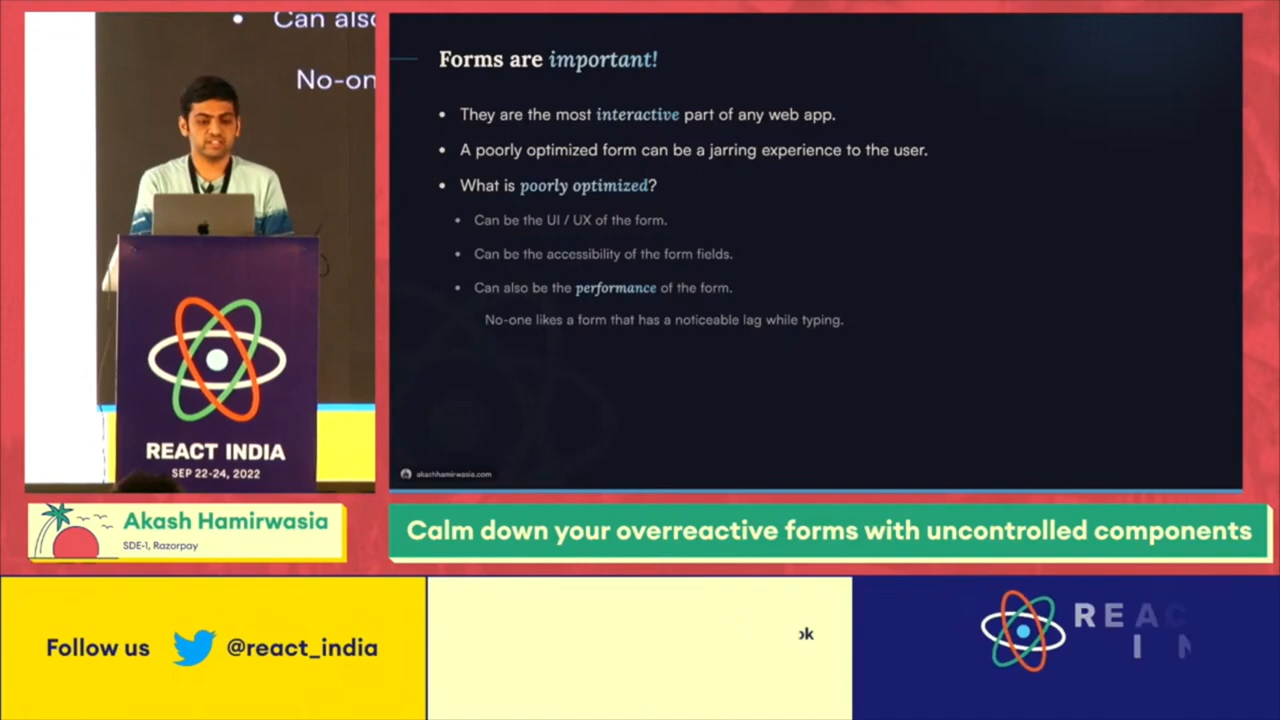 Can also
No-on
REACT INDIA
SEP 22-24, 2022
Forms are important!
• They are the most interactive part of any web app.
• A poorly optimized form can be a jarring experience to the user.
• What is poorly optimized?
• Can be the UI / UX of the form.
• Can be the accessibility of the form fields.
• Can also be the performance of the form.
No-one likes a form that has a noticeable lag while typing.
akashhamirwasia.com
Akash Hamirwasia
SDE-1, Razorpay
Calm down your overreactive forms with uncontrolled components
Follow us @react_india
ok
REAC
I N